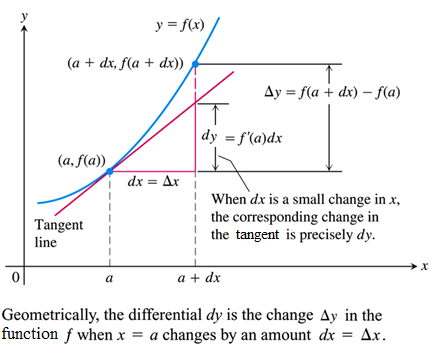 y
y = f(x)
(a + dx, f(a + dx))
Δy = f(a + dx) − f(a)
dy = f′(a)dx
(a, f(a))
dx = Δx
When dx is a small change in x,
the corresponding change in
the tangent is precisely dy.
Tangent
line
x
0
a
a + dx
Geometrically, the differential dy is the change Δy in the
function f when x = a changes by an amount dx = Δx.